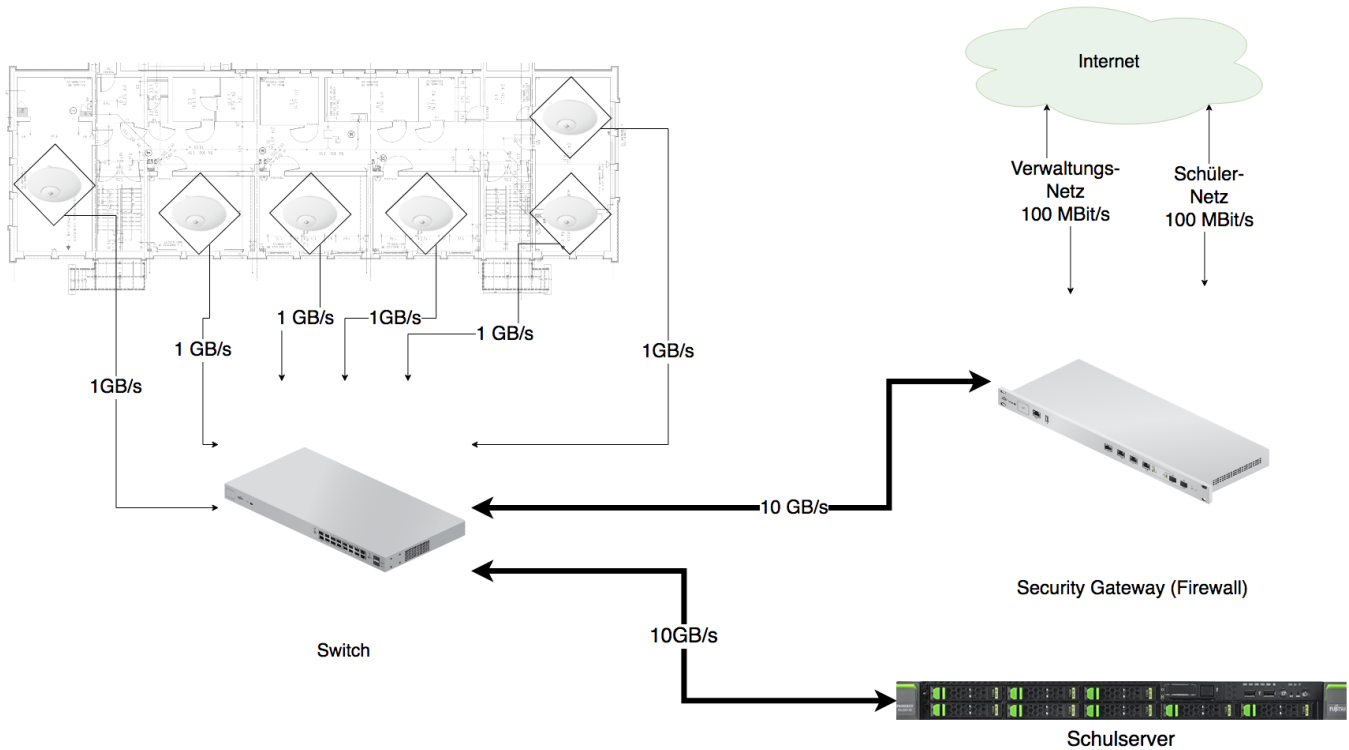 Internet
Verwaltungs-
Netz
100 MBit/s
Schüler-
Netz
100 MBit/s
1 GB/s
1GB/s
1 GB/s
1 GB/s
1GB/s
1GB/s
10 GB/s
Security Gateway (Firewall)
10GB/s
Switch
Schulserver